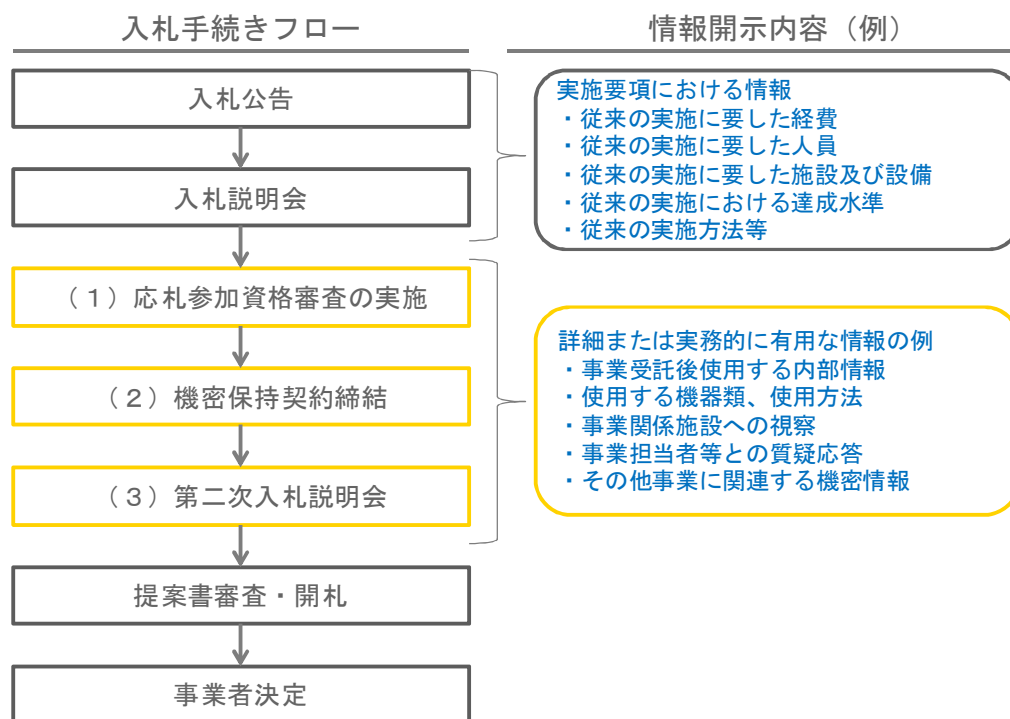 入札手続きフロー
入札公告
入札説明会
（１）応札参加資格審査の実施
（２）機密保持契約締結
（３）第二次入札説明会
提案書審査・開札
事業者決定
情報開示内容（例）
実施要項における情報
・従来の実施に要した経費
・従来の実施に要した人員
・従来の実施に要した施設及び設備
・従来の実施における達成水準
・従来の実施方法等
詳細または実務的に有用な情報の例
・事業受託後使用する内部情報
・使用する機器類、使用方法
・事業関係施設への視察
・事業担当者等との質疑応答
・その他事業に関連する機密情報